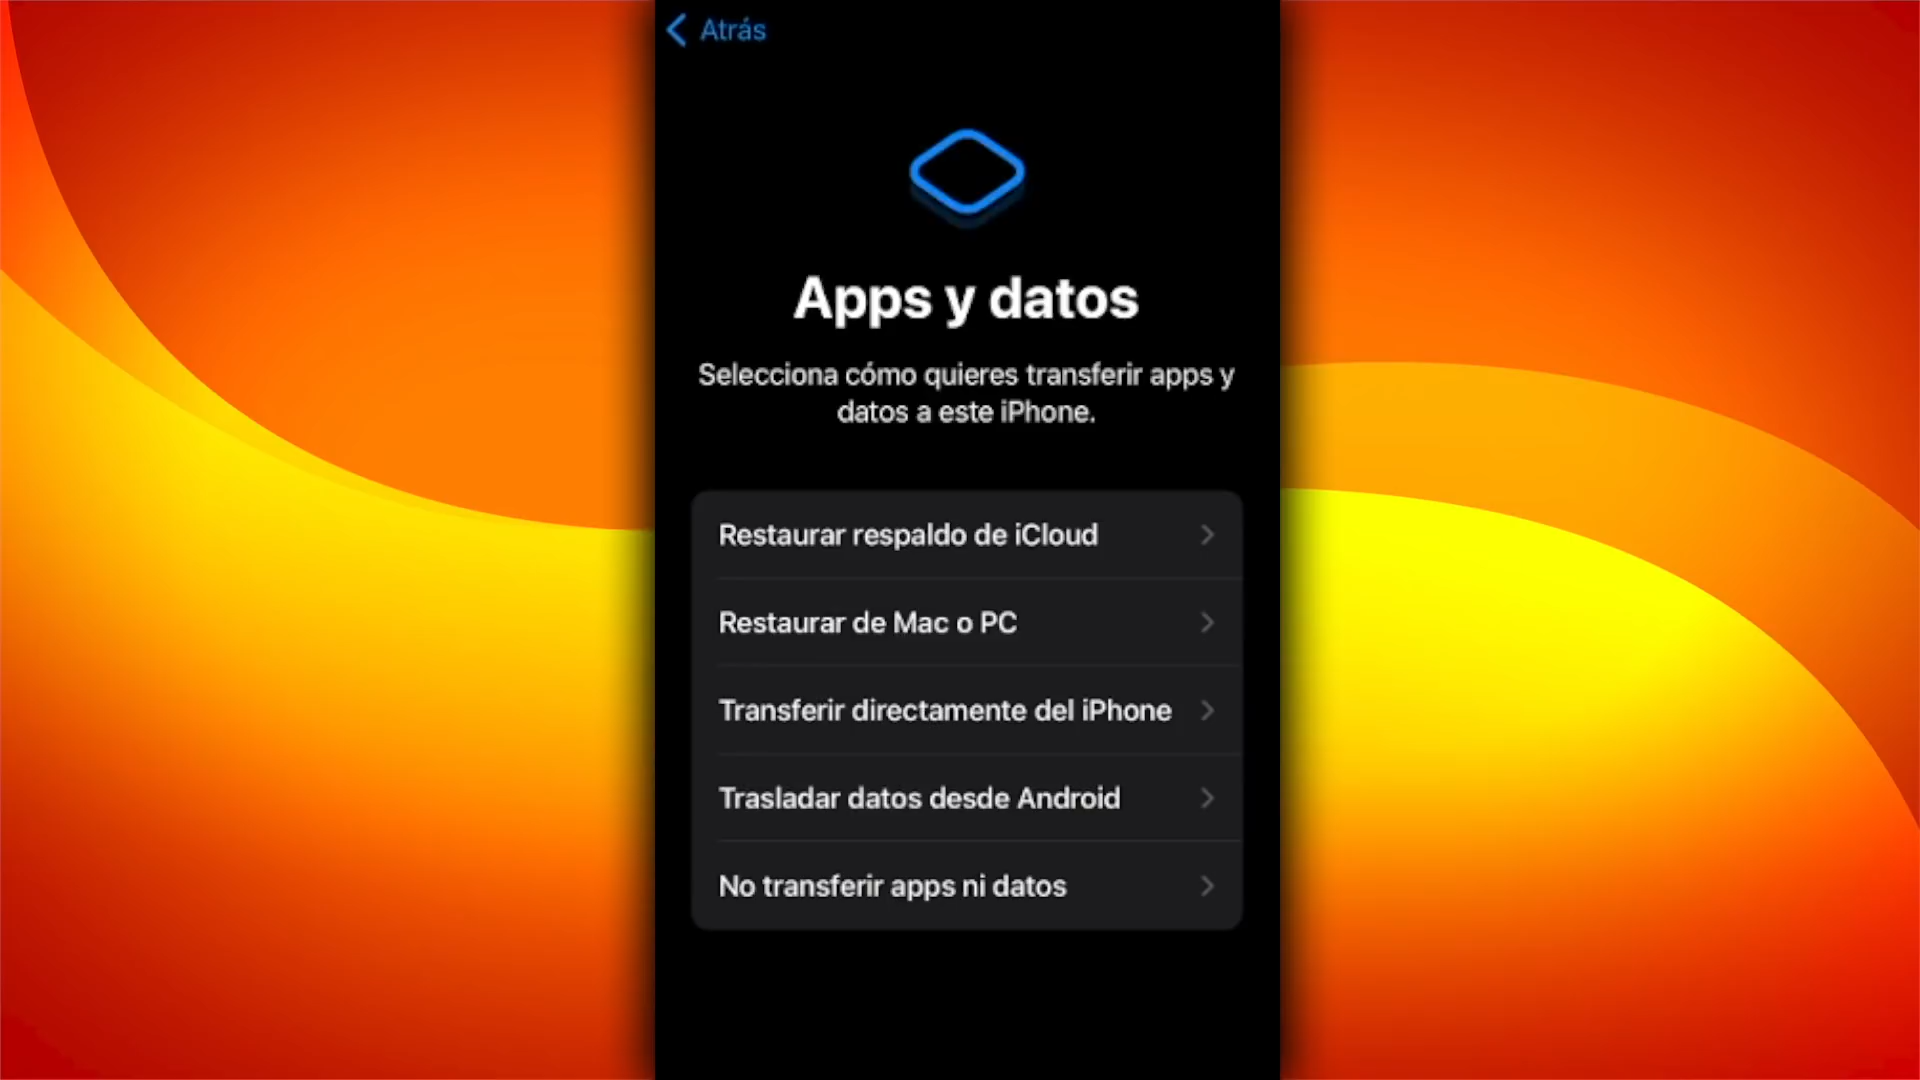 Atrás
Apps y datos
Selecciona cómo quieres transferir apps y
datos a este iPhone.
Restaurar respaldo de iCloud
Restaurar de Mac o PC
Transferir directamente del iPhone
Trasladar datos desde Android
No transferir apps ni datos